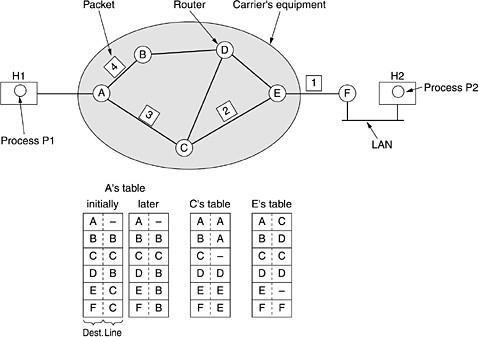 Packet Router Carrier's equipment
H1 H2
Process P1
Process P2
LAN
A B C D E F
4 3 2 1
A's table
initially later C's table E's table
A – A – A A A C
B B B B B A B D
C C C C C – C C
D B D B D D D D
E C E B E E E –
F C F B F E F F
Dest. Line